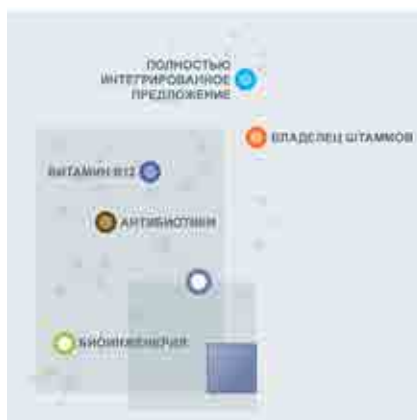 ПОЛНОСТЬЮ
ИНТЕГРИРОВАННОЕ
ПРЕДЛОЖЕНИЕ
ВЛАДЕЛЕЦ ШТАММОВ
ВИТАМИН B12
АНТИБИОТИКИ
БИОИНЖЕНЕРИЯ